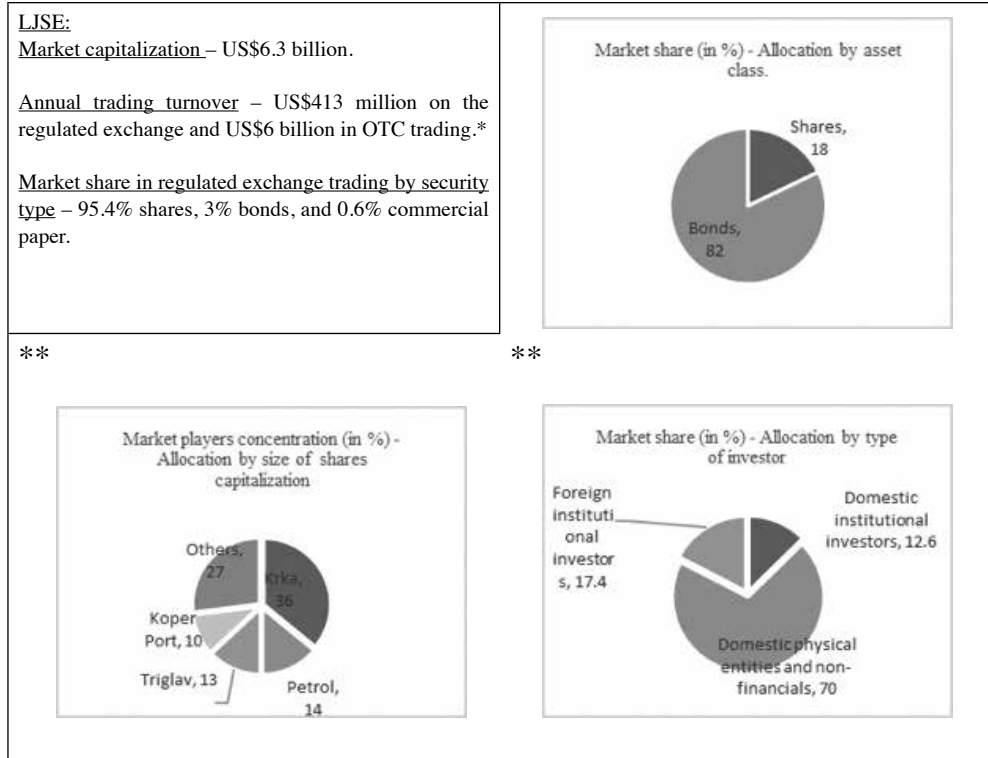 LJSE:
Market capitalization – US$6.3 billion.
Annual trading turnover – US$413 million on the
regulated exchange and US$6 billion in OTC trading.*
Market share in regulated exchange trading by security
type – 95.4% shares, 3% bonds, and 0.6% commercial
paper.
Market share (in %) - Allocation by asset
class.
Shares,
18
Bonds,
82
**
**
Market players concentration (in %) -
Allocation by size of shares
capitalization
Others,
27
Krka,
36
Koper
Port, 10
Triglav, 13
Petrol,
14
Market share (in %) - Allocation by type
of investor
Foreign
instituti
onal
investor
s, 17.4
Domestic
institutional
investors, 12.6
Domestic physical
entities and non-
financials, 70